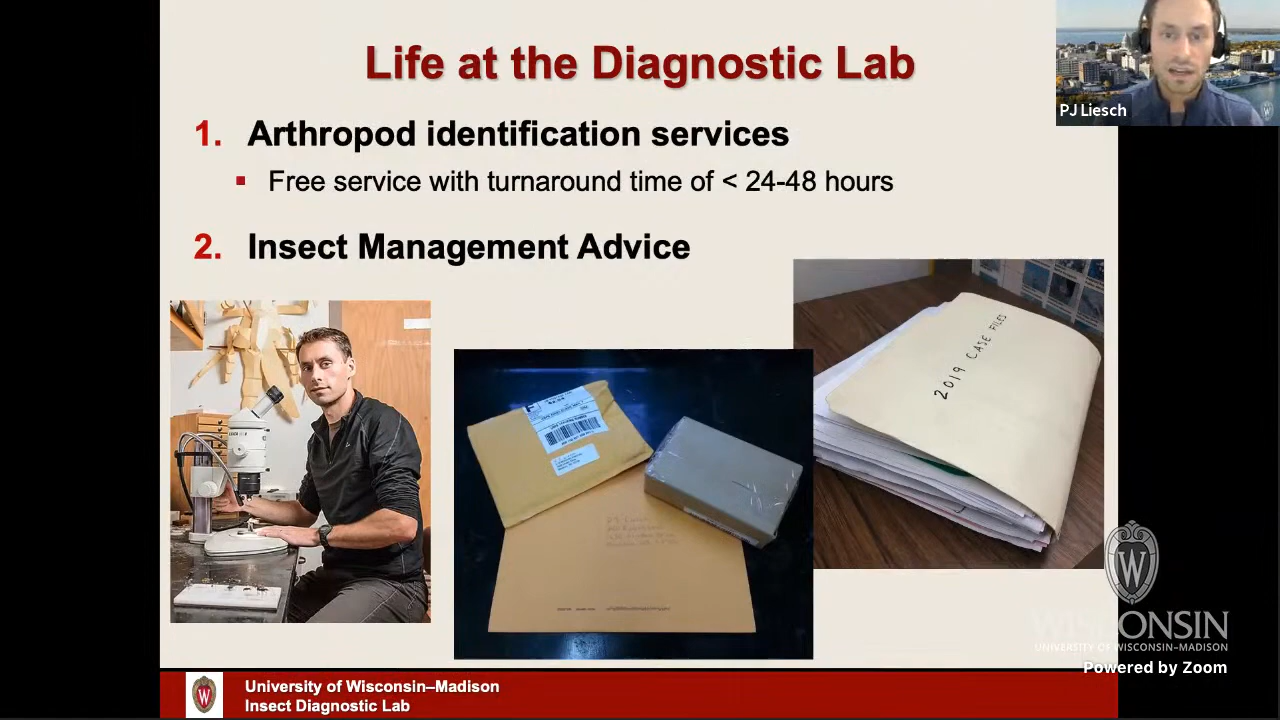 Life at the Diagnostic Lab
PJ Liesch
1. Arthropod identification services
▪ Free service with turnaround time of < 24-48 hours
2. Insect Management Advice
2019 CASE FILES
W
WISCONSIN
UNIVERSITY OF WISCONSIN–MADISON
Powered by Zoom
University of Wisconsin–Madison
Insect Diagnostic Lab